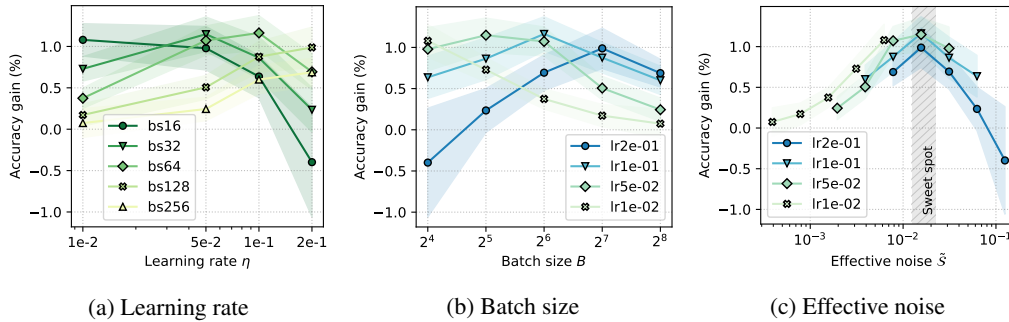 Accuracy gain (%)
1.0
0.5
0.0
−0.5
−1.0
bs16
bs32
bs64
bs128
bs256
1e-2
5e-2
1e-1
2e-1
Learning rate η
(a) Learning rate
Accuracy gain (%)
1.0
0.5
0.0
−0.5
−1.0
lr2e-01
lr1e-01
lr5e-02
lr1e-02
2⁴
2⁵
2⁶
2⁷
2⁸
Batch size B
(b) Batch size
Accuracy gain (%)
1.0
0.5
0.0
−0.5
−1.0
lr2e-01
lr1e-01
lr5e-02
lr1e-02
Sweet spot
10⁻³
10⁻²
10⁻¹
Effective noise S̃
(c) Effective noise